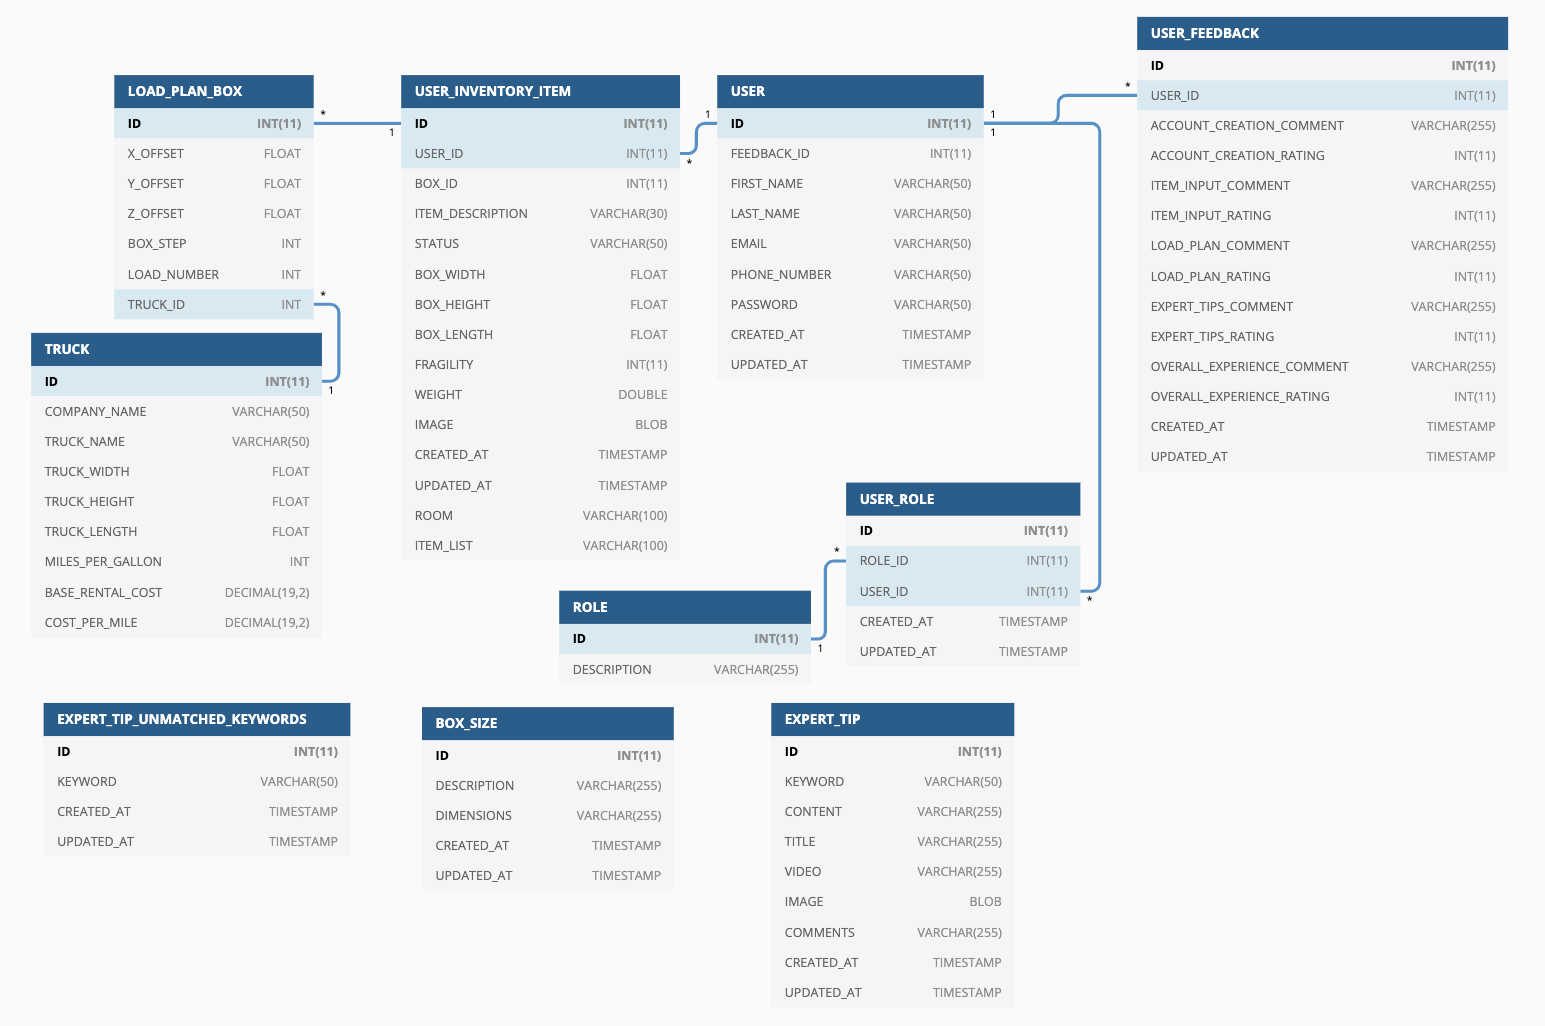 USER_FEEDBACK
ID INT(11)
USER_ID INT(11)
ACCOUNT_CREATION_COMMENT VARCHAR(255)
ACCOUNT_CREATION_RATING INT(11)
ITEM_INPUT_COMMENT VARCHAR(255)
ITEM_INPUT_RATING INT(11)
LOAD_PLAN_COMMENT VARCHAR(255)
LOAD_PLAN_RATING INT(11)
EXPERT_TIPS_COMMENT VARCHAR(255)
EXPERT_TIPS_RATING INT(11)
OVERALL_EXPERIENCE_COMMENT VARCHAR(255)
OVERALL_EXPERIENCE_RATING INT(11)
CREATED_AT TIMESTAMP
UPDATED_AT TIMESTAMP
LOAD_PLAN_BOX
ID INT(11)
X_OFFSET FLOAT
Y_OFFSET FLOAT
Z_OFFSET FLOAT
BOX_STEP INT
LOAD_NUMBER INT
TRUCK_ID INT
*
1
*
1
USER_INVENTORY_ITEM
ID INT(11)
USER_ID INT(11)
BOX_ID INT(11)
ITEM_DESCRIPTION VARCHAR(30)
STATUS VARCHAR(50)
BOX_WIDTH FLOAT
BOX_HEIGHT FLOAT
BOX_LENGTH FLOAT
FRAGILITY INT(11)
WEIGHT DOUBLE
IMAGE BLOB
CREATED_AT TIMESTAMP
UPDATED_AT TIMESTAMP
ROOM VARCHAR(100)
ITEM_LIST VARCHAR(100)
1
*
USER
ID INT(11)
FEEDBACK_ID INT(11)
FIRST_NAME VARCHAR(50)
LAST_NAME VARCHAR(50)
EMAIL VARCHAR(50)
PHONE_NUMBER VARCHAR(50)
PASSWORD VARCHAR(50)
CREATED_AT TIMESTAMP
UPDATED_AT TIMESTAMP
1
1
*
TRUCK
ID INT(11)
COMPANY_NAME VARCHAR(50)
TRUCK_NAME VARCHAR(50)
TRUCK_WIDTH FLOAT
TRUCK_HEIGHT FLOAT
TRUCK_LENGTH FLOAT
MILES_PER_GALLON INT
BASE_RENTAL_COST DECIMAL(19,2)
COST_PER_MILE DECIMAL(19,2)
USER_ROLE
ID INT(11)
ROLE_ID INT(11)
USER_ID INT(11)
CREATED_AT TIMESTAMP
UPDATED_AT TIMESTAMP
*
*
1
ROLE
ID INT(11)
DESCRIPTION VARCHAR(255)
EXPERT_TIP_UNMATCHED_KEYWORDS
ID INT(11)
KEYWORD VARCHAR(50)
CREATED_AT TIMESTAMP
UPDATED_AT TIMESTAMP
BOX_SIZE
ID INT(11)
DESCRIPTION VARCHAR(255)
DIMENSIONS VARCHAR(255)
CREATED_AT TIMESTAMP
UPDATED_AT TIMESTAMP
EXPERT_TIP
ID INT(11)
KEYWORD VARCHAR(50)
CONTENT VARCHAR(255)
TITLE VARCHAR(255)
VIDEO VARCHAR(255)
IMAGE BLOB
COMMENTS VARCHAR(255)
CREATED_AT TIMESTAMP
UPDATED_AT TIMESTAMP